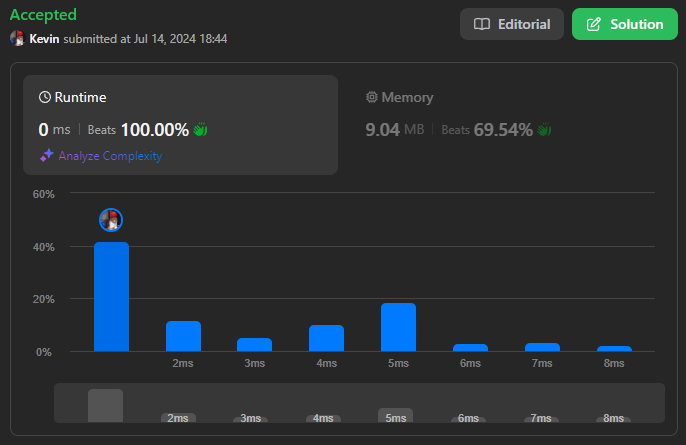 Accepted
Kevin submitted at Jul 14, 2024 18:44
Editorial
Solution
Runtime
0 ms | Beats 100.00%
Analyze Complexity
Memory
9.04 MB | Beats 69.54%
60%
40%
20%
0%
2ms 3ms 4ms 5ms 6ms 7ms 8ms
2ms 3ms 4ms 5ms 6ms 7ms 8ms